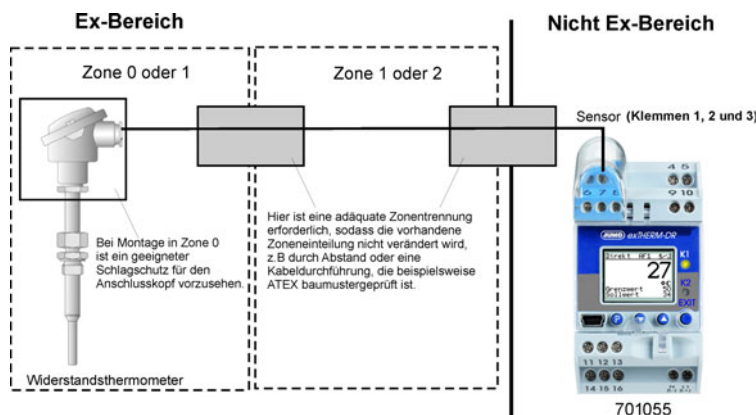 Ex-Bereich
Nicht Ex-Bereich
Zone 0 oder 1
Zone 1 oder 2
Sensor (Klemmen 1, 2 und 3)
Bei Montage in Zone 0
ist ein geeigneter
Schlagschutz für den
Anschlusskopf vorzusehen.
Hier ist eine adäquate Zonentrennung
erforderlich, sodass die vorhandene
Zoneneinteilung nicht verändert wird,
z.B durch Abstand oder eine
Kabeldurchführung, die beispielsweise
ATEX baumustergeprüft ist.
Widerstandsthermometer
4 5
6 7 8
9 10
JUMO exTHERM-DR
K1
27
Grenzwert
Sollwert
K2
EXIT
P
11 12 13
14 15 16
701055